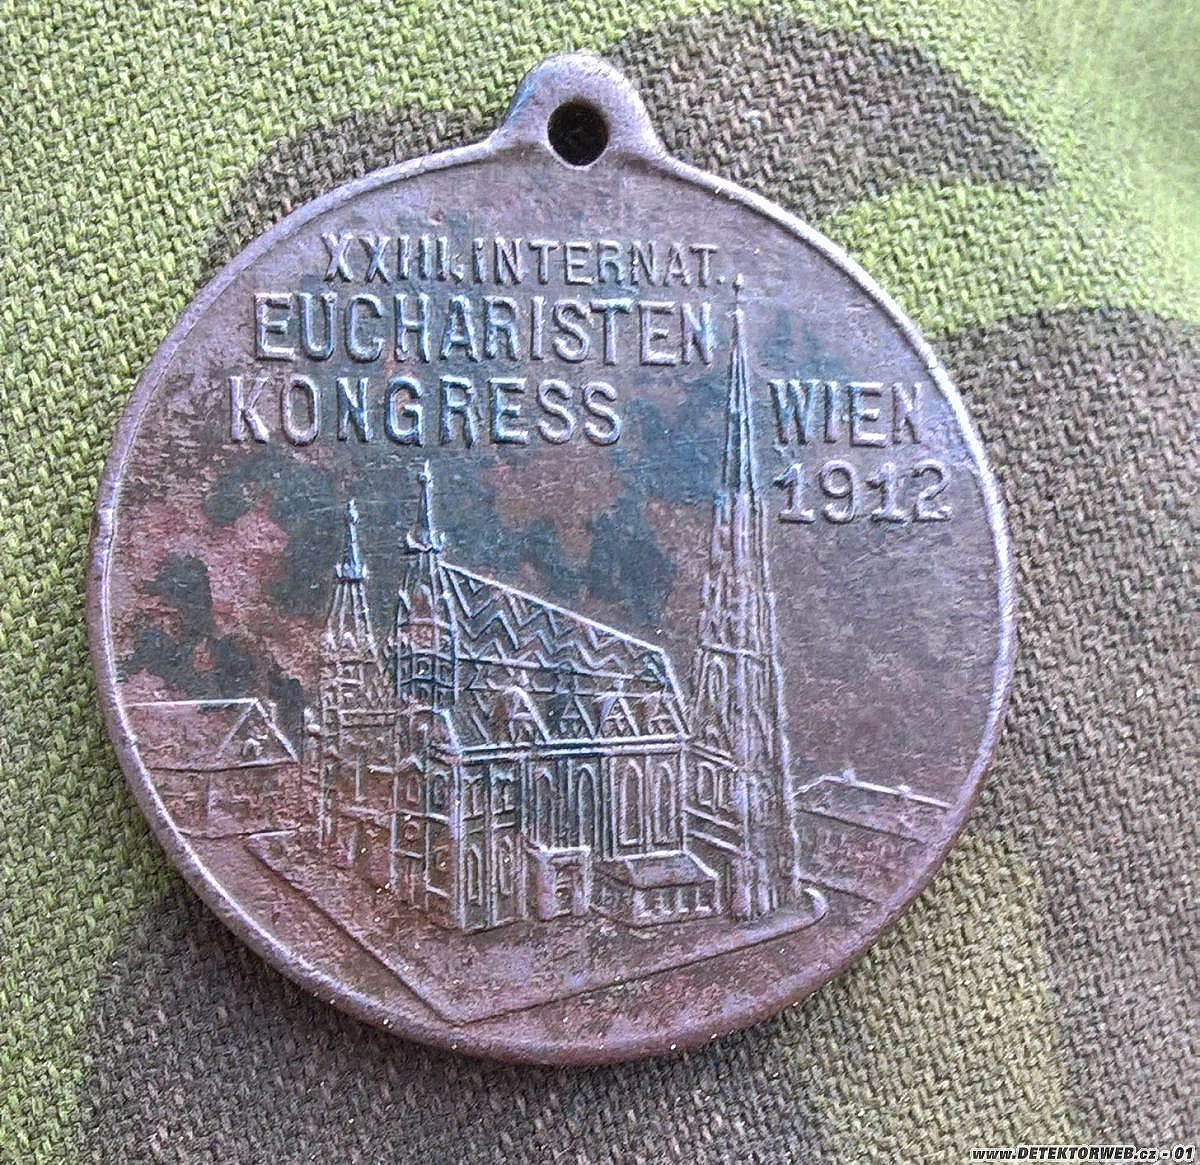 XXIII. INTERNAT.
EUCHARISTEN
KONGRESS WIEN
1912
www.DETEKTORWEB.cz - 01